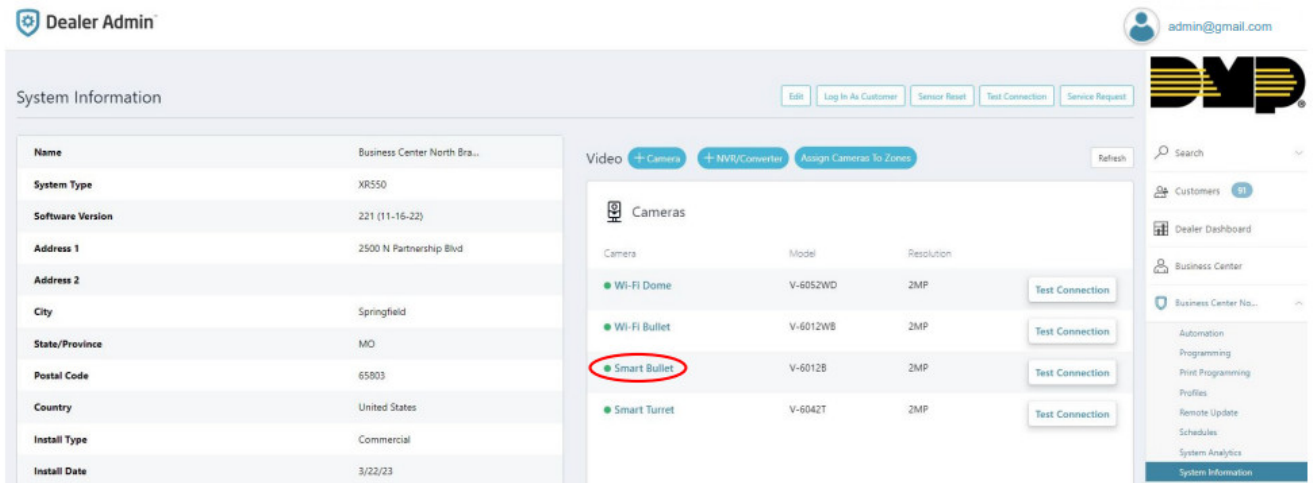 Dealer Admin
admin@gmail.com
DMP
System Information
Edit
Log In As Customer
Sensor Reset
Test Connection
Service Request
Name Business Center North Bra...
System Type XR550
Software Version 221 (11-16-22)
Address 1 2500 N Partnership Blvd
Address 2
City Springfield
State/Province MO
Postal Code 65803
Country United States
Install Type Commercial
Install Date 3/22/23
Video + Camera + NVR/Converter Assign Cameras To Zones Refresh
Cameras
Camera Model Resolution
Wi-Fi Dome V-6052WD 2MP Test Connection
Wi-Fi Bullet V-6012WB 2MP Test Connection
Smart Bullet V-6012B 2MP Test Connection
Smart Turret V-6042T 2MP Test Connection
Search
Customers 91
Dealer Dashboard
Business Center
Business Center No...
Automation
Programming
Print Programming
Profiles
Remote Update
Schedules
System Analytics
System Information